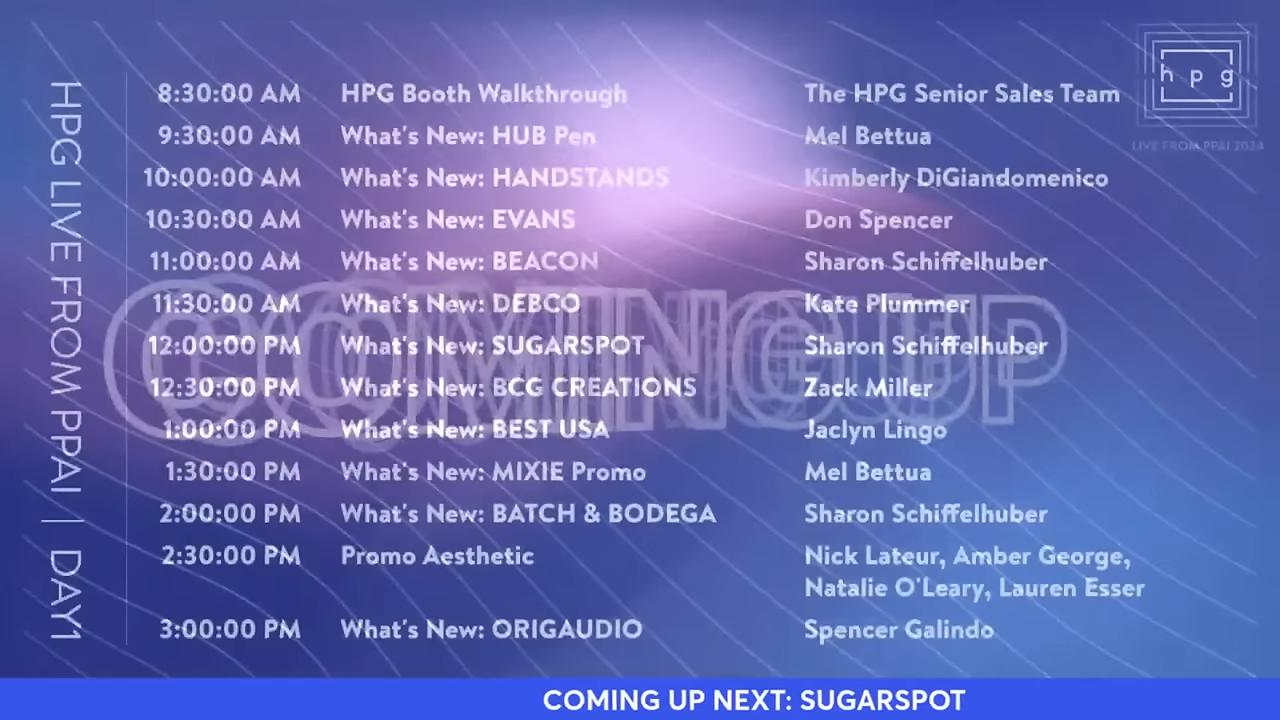 HPG LIVE FROM PPAI | DAY1
h p g
LIVE FROM PPAI 2024
8:30:00 AM HPG Booth Walkthrough The HPG Senior Sales Team
9:30:00 AM What's New: HUB Pen Mel Bettua
10:00:00 AM What's New: HANDSTANDS Kimberly DiGiandomenico
10:30:00 AM What's New: EVANS Don Spencer
11:00:00 AM What's New: BEACON Sharon Schiffelhuber
11:30:00 AM What's New: DEBCO Kate Plummer
12:00:00 PM What's New: SUGARSPOT Sharon Schiffelhuber
12:30:00 PM What's New: BCG CREATIONS Zack Miller
1:00:00 PM What's New: BEST USA Jaclyn Lingo
1:30:00 PM What's New: MIXIE Promo Mel Bettua
2:00:00 PM What's New: BATCH & BODEGA Sharon Schiffelhuber
2:30:00 PM Promo Aesthetic Nick Lateur, Amber George,
Natalie O'Leary, Lauren Esser
3:00:00 PM What's New: ORIGAUDIO Spencer Galindo
COMING UP
COMING UP NEXT: SUGARSPOT